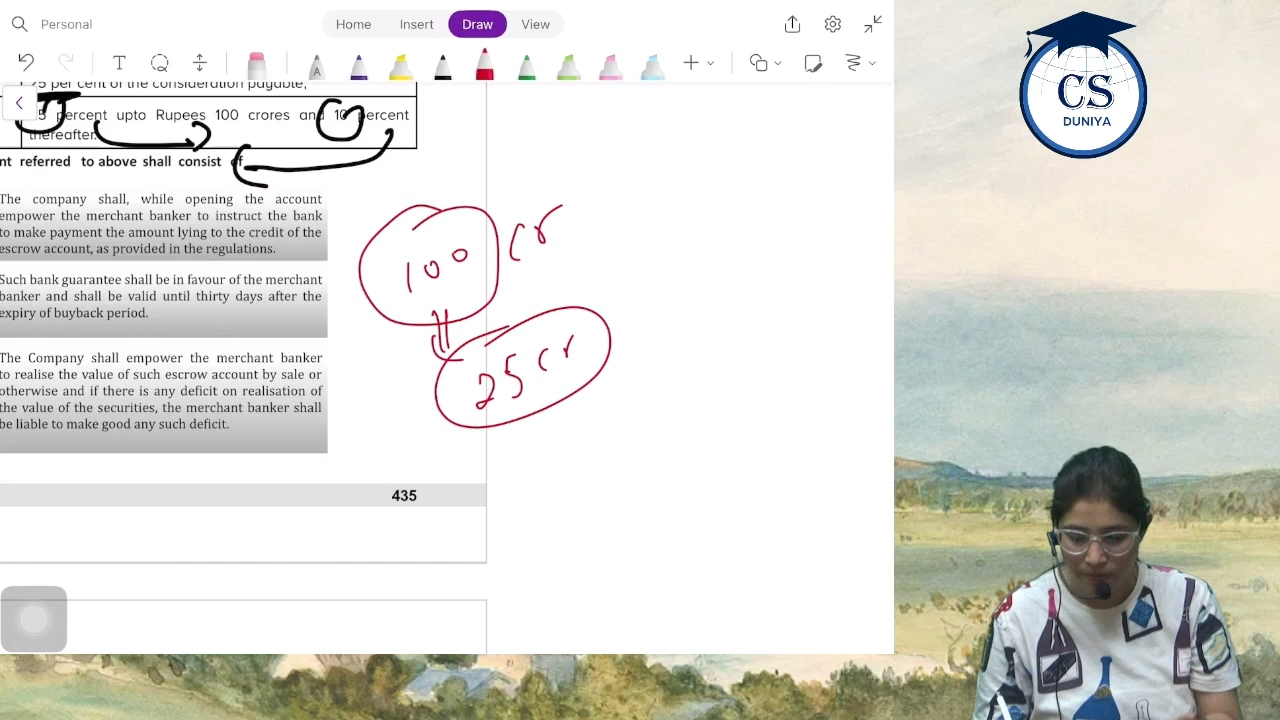 Personal
Home Insert Draw View
25 per cent of the consideration payable;
percent upto Rupees 100 crores and 10 percent
thereafter.
nt referred to above shall consist of
The company shall, while opening the account
empower the merchant banker to instruct the bank
to make payment the amount lying to the credit of the
escrow account, as provided in the regulations.
Such bank guarantee shall be in favour of the merchant
banker and shall be valid until thirty days after the
expiry of buyback period.
The Company shall empower the merchant banker
to realise the value of such escrow account by sale or
otherwise and if there is any deficit on realisation of
the value of the securities, the merchant banker shall
be liable to make good any such deficit.
435
100 cr
25 cr
CS
DUNIYA